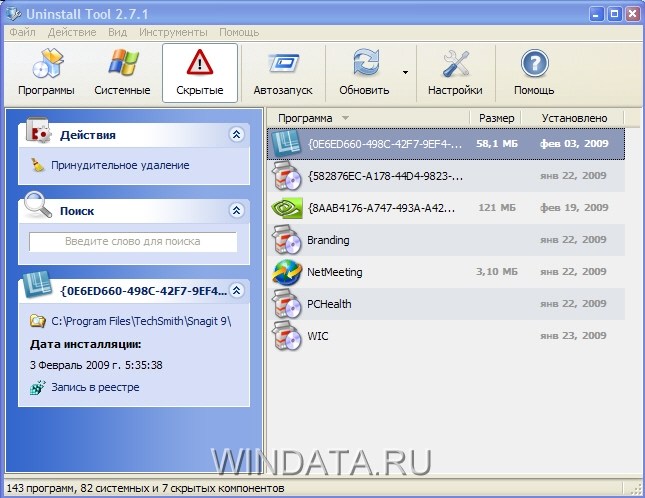 Uninstall Tool 2.7.1
Файл Действие Вид Инструменты Помощь
Программы Системные Скрытые Автозапуск Обновить Настройки Помощь
Действия
Принудительное удаление
Поиск
Введите слово для поиска
{0E6ED660-498C-42F7-9EF4...
C:\Program Files\TechSmith\Snagit 9\
Дата инсталляции:
3 Февраль 2009 г. 5:35:38
Запись в реестре
Программа Размер Установлено
{0E6ED660-498C-42F7-9EF4-... 58,1 МБ фев 03, 2009
{582876EC-A178-44D4-9823-... янв 22, 2009
{8AAB4176-A747-493A-A42... 121 МБ фев 19, 2009
Branding янв 22, 2009
NetMeeting 3,10 МБ янв 22, 2009
PCHealth янв 22, 2009
WIC янв 23, 2009
WINDATA.RU
143 программ, 82 системных и 7 скрытых компонентов